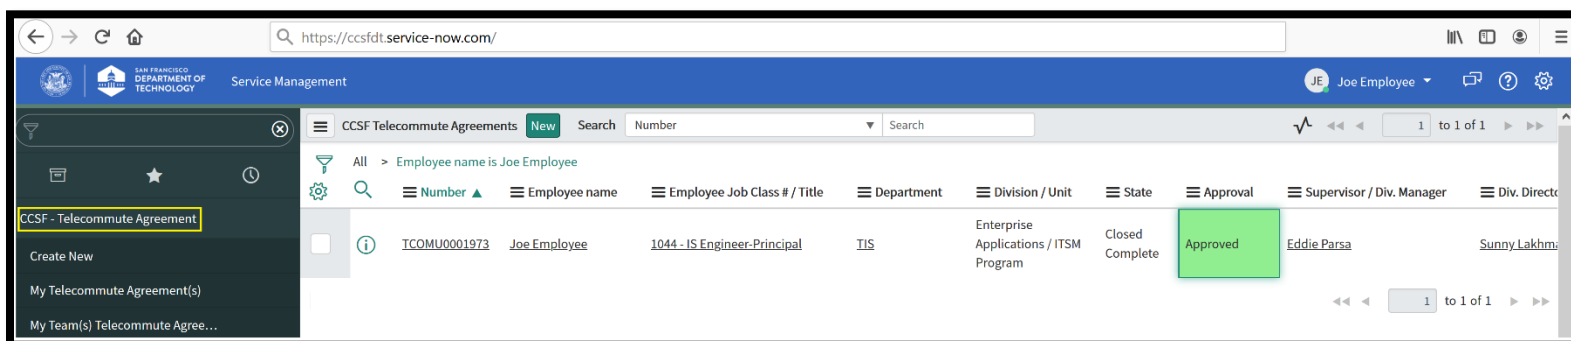 https://ccsfdt.service-now.com/
SAN FRANCISCO
DEPARTMENT OF
TECHNOLOGY
Service Management
JE Joe Employee
CCSF Telecommute Agreements New Search Number Search 1 to 1 of 1
All > Employee name is Joe Employee
Number Employee name Employee Job Class # / Title Department Division / Unit State Approval Supervisor / Div. Manager Div. Directo
CCSF - Telecommute Agreement
Create New
My Telecommute Agreement(s)
My Team(s) Telecommute Agree...
TCOMU0001973 Joe Employee 1044 - IS Engineer-Principal TIS
Enterprise
Applications / ITSM
Program
Closed
Complete
Approved
Eddie Parsa
Sunny Lakhma
1 to 1 of 1